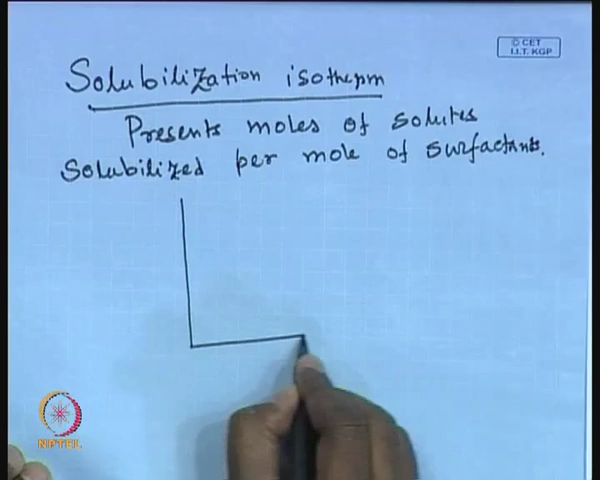 © CET
I.I.T. KGP
Solubilization isotherm
Presents moles of solutes
Solubilized per mole of surfactants.
NPTEL